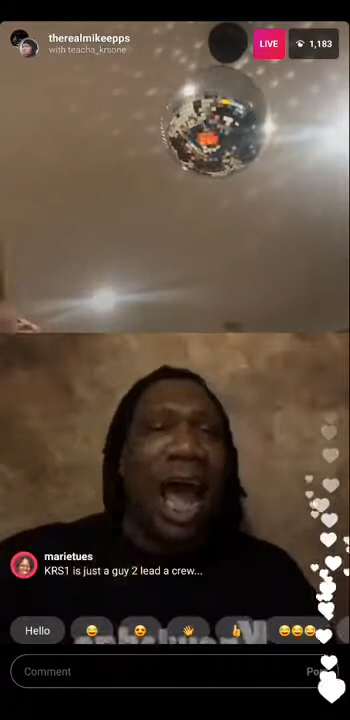 therealmikeepps
with teacha_krsone
LIVE
1,183
marietues
KRS1 is just a guy 2 lead a crew...
Hello
Comment